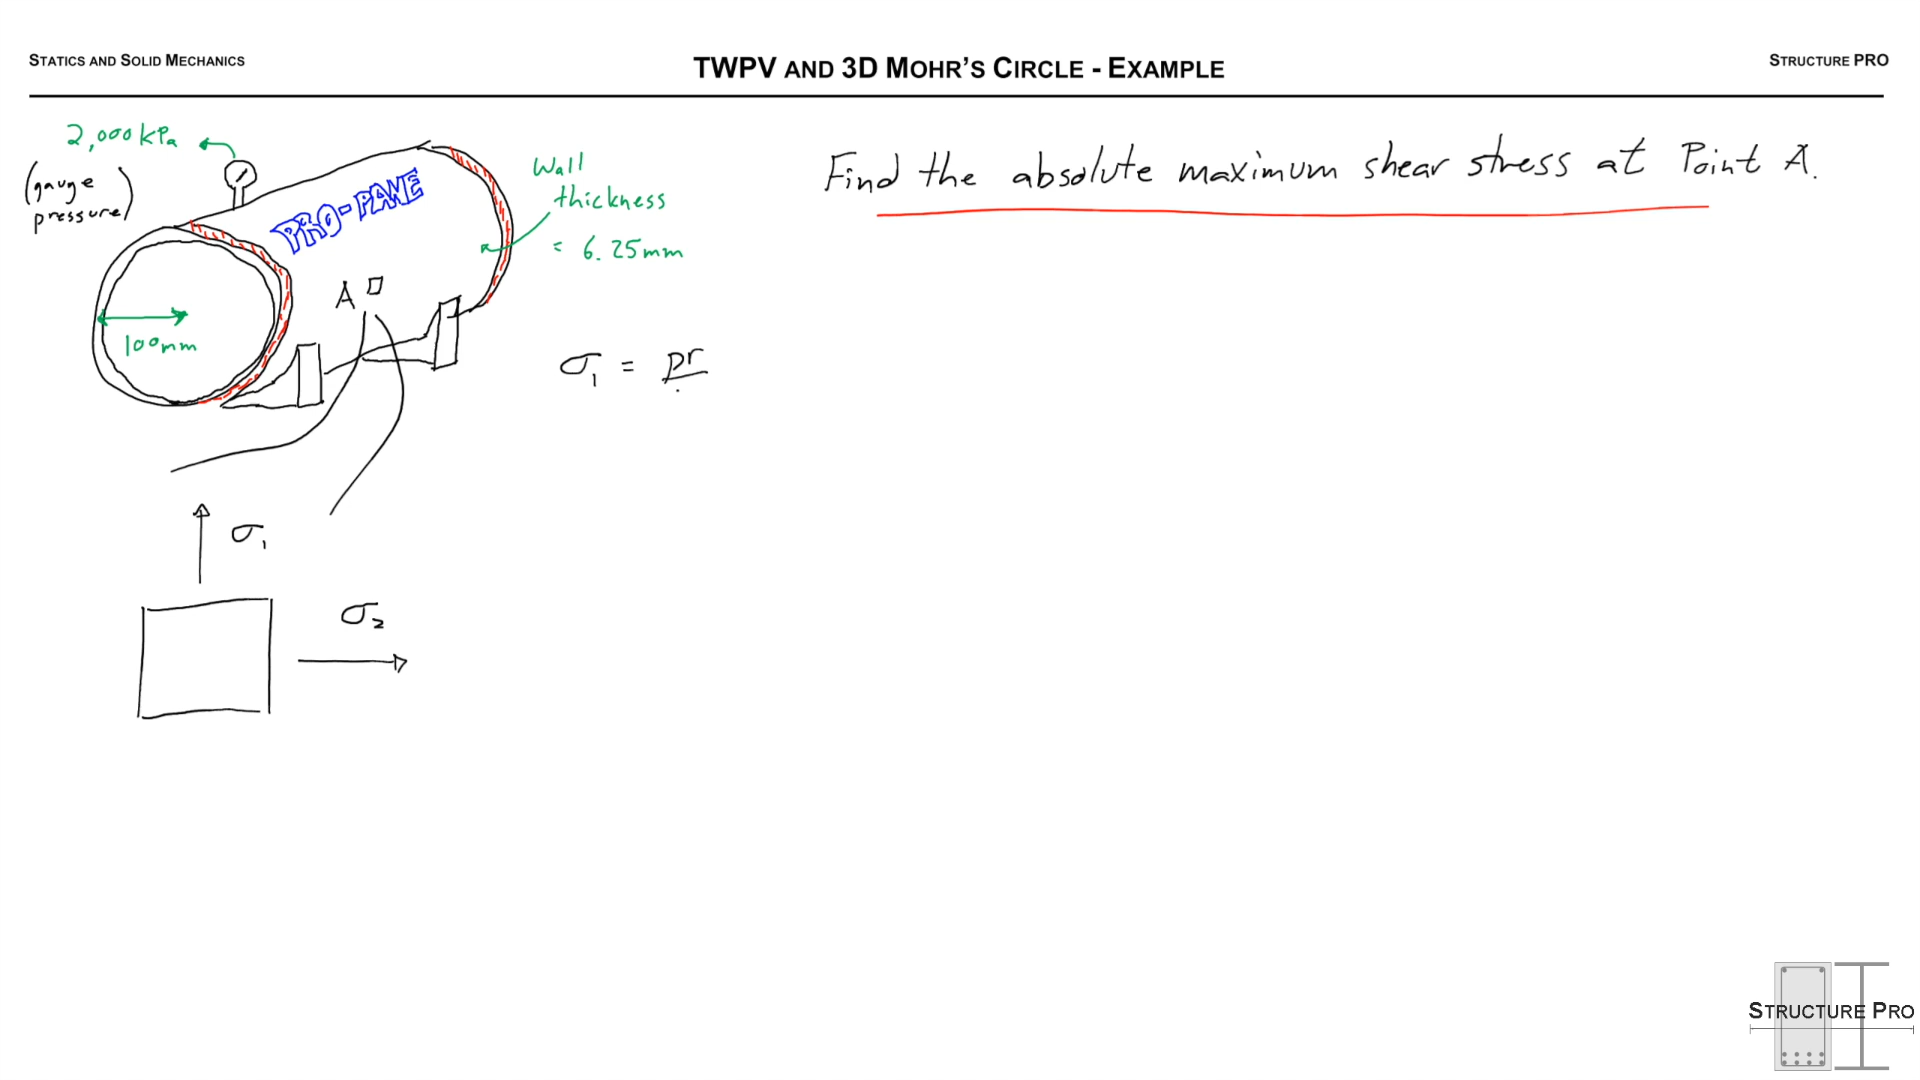 STATICS AND SOLID MECHANICS
TWPV AND 3D MOHR'S CIRCLE - EXAMPLE
STRUCTURE PRO
2,000 kPa
(gauge
pressure)
PRO-PANE
Wall
thickness
= 6.25mm
Find the absolute maximum shear stress at Point A.
A
100mm
σ₁ = pr
σ₁
σ₂
STRUCTURE PRO